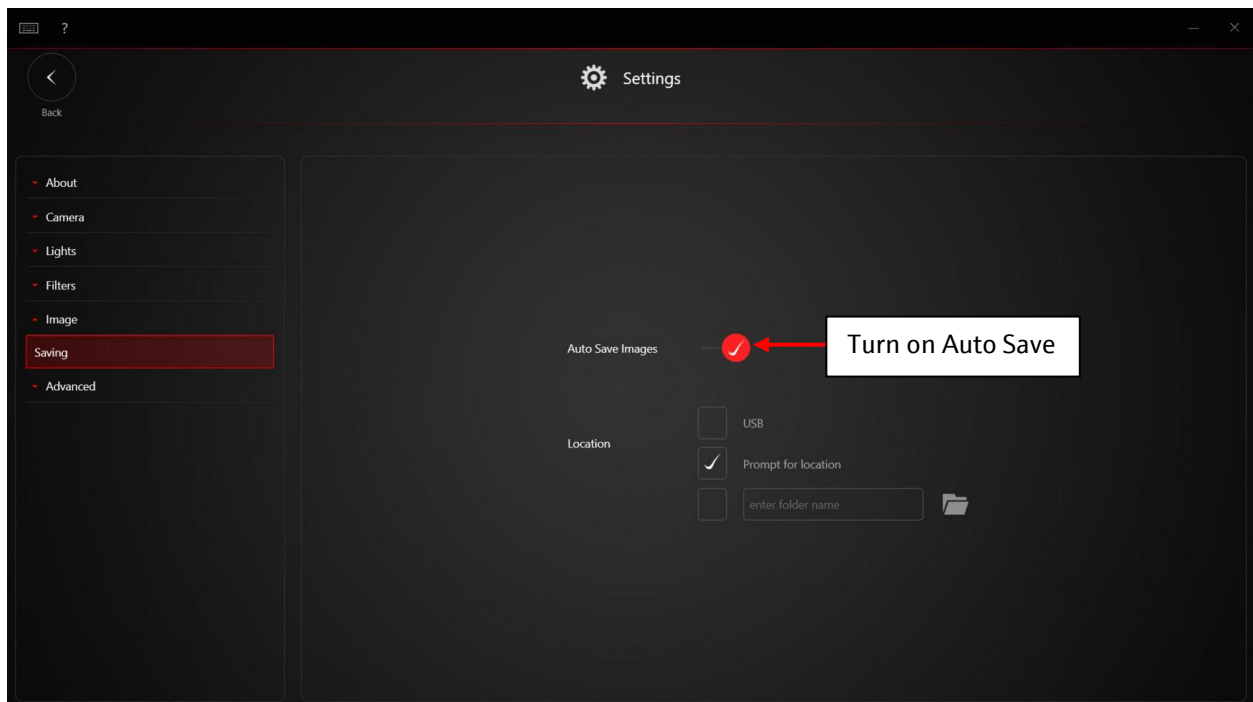 ?
Settings
Back
About
Camera
Lights
Filters
Image
Saving
Advanced
Auto Save Images
Turn on Auto Save
Location
USB
Prompt for location
enter folder name